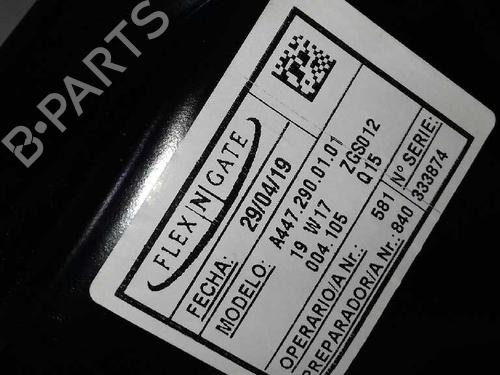 B-PARTS
FLEX N GATE
FECHA: 29/04/19
MODELO: A447.290.01.01
19 W 17 ZGS012
004.105 Q15
OPERARIO/A Nr.: 581 Nº SERIE:
PREPARADOR/A Nr.: 840 333874